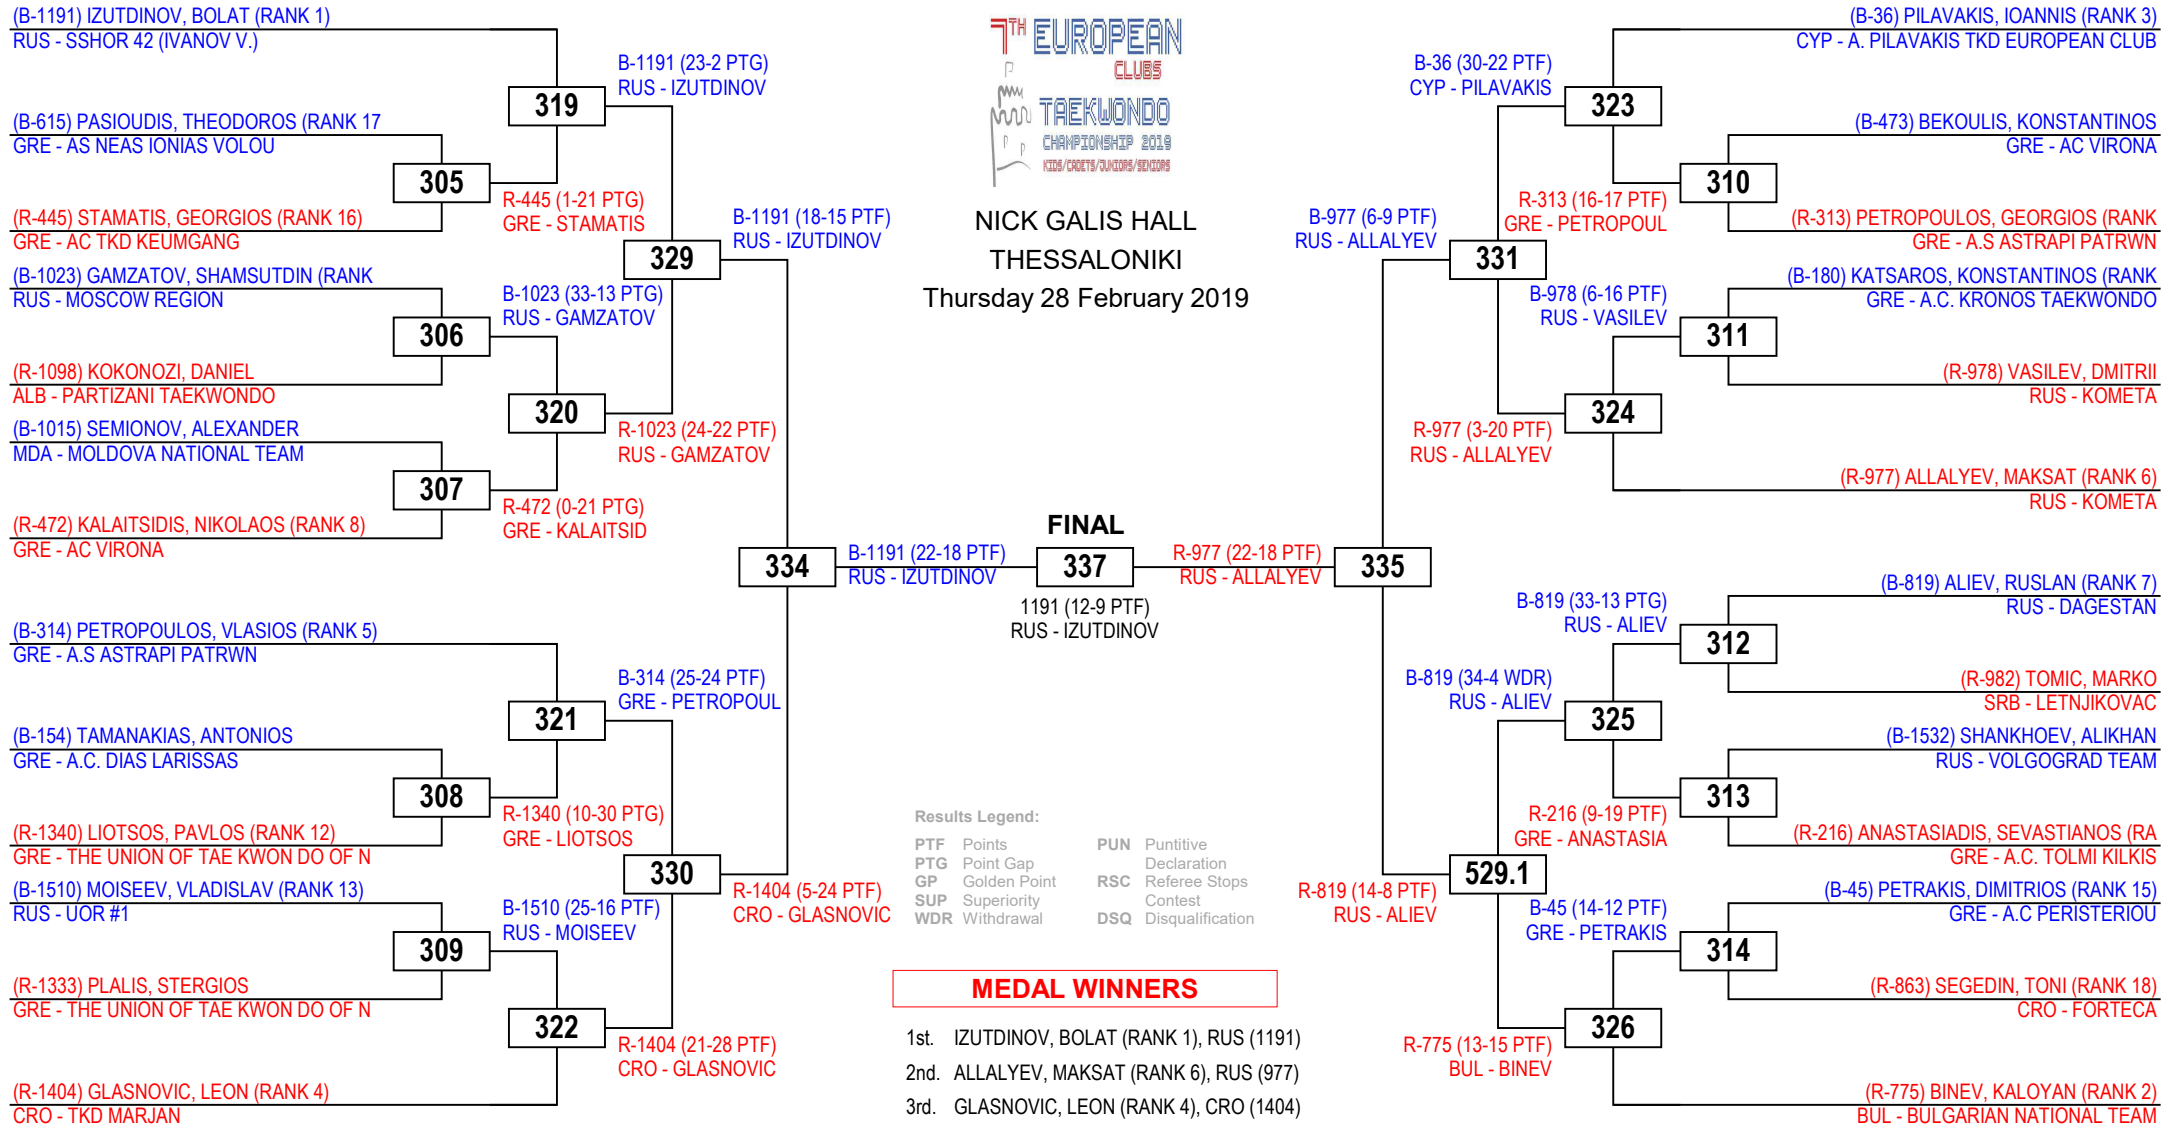 (B-1191) IZUTDINOV, BOLAT (RANK 1)
RUS - SSHOR 42 (IVANOV V.)
(B-615) PASIOUDIS, THEODOROS (RANK 17
GRE - AS NEAS IONIAS VOLOU
(R-445) STAMATIS, GEORGIOS (RANK 16)
GRE - AC TKD KEUMGANG
(B-1023) GAMZATOV, SHAMSUTDIN (RANK
RUS - MOSCOW REGION
(R-1098) KOKONOZI, DANIEL
ALB - PARTIZANI TAEKWONDO
(B-1015) SEMIONOV, ALEXANDER
MDA - MOLDOVA NATIONAL TEAM
(R-472) KALAITSIDIS, NIKOLAOS (RANK 8)
GRE - AC VIRONA
(B-314) PETROPOULOS, VLASIOS (RANK 5)
GRE - A.S ASTRAPI PATRWN
(B-154) TAMANAKIAS, ANTONIOS
GRE - A.C. DIAS LARISSAS
(R-1340) LIOTSOS, PAVLOS (RANK 12)
GRE - THE UNION OF TAE KWON DO OF N
(B-1510) MOISEEV, VLADISLAV (RANK 13)
RUS - UOR #1
(R-1333) PLALIS, STERGIOS
GRE - THE UNION OF TAE KWON DO OF N
(R-1404) GLASNOVIC, LEON (RANK 4)
CRO - TKD MARJAN
305
306
307
308
309
R-445 (1-21 PTG)
GRE - STAMATIS
B-1023 (33-13 PTG)
RUS - GAMZATOV
R-472 (0-21 PTG)
GRE - KALAITSID
R-1340 (10-30 PTG)
GRE - LIOTSOS
B-1510 (25-16 PTF)
RUS - MOISEEV
319
320
321
322
B-1191 (23-2 PTG)
RUS - IZUTDINOV
R-1023 (24-22 PTF)
RUS - GAMZATOV
B-314 (25-24 PTF)
GRE - PETROPOUL
R-1404 (21-28 PTF)
CRO - GLASNOVIC
329
330
B-1191 (18-15 PTF)
RUS - IZUTDINOV
R-1404 (5-24 PTF)
CRO - GLASNOVIC
334
B-1191 (22-18 PTF)
RUS - IZUTDINOV
7TH EUROPEAN
CLUBS
TAEKWONDO
CHAMPIONSHIP 2019
KIDS/CADETS/JUNIORS/SENIORS
NICK GALIS HALL
THESSALONIKI
Thursday 28 February 2019
FINAL
337
1191 (12-9 PTF)
RUS - IZUTDINOV
Results Legend:
PTF Points
PTG Point Gap
GP Golden Point
SUP Superiority
WDR Withdrawal
PUN Puntitive
Declaration
RSC Referee Stops
Contest
DSQ Disqualification
MEDAL WINNERS
1st. IZUTDINOV, BOLAT (RANK 1), RUS (1191)
2nd. ALLALYEV, MAKSAT (RANK 6), RUS (977)
3rd. GLASNOVIC, LEON (RANK 4), CRO (1404)
R-977 (22-18 PTF)
RUS - ALLALYEV
335
B-977 (6-9 PTF)
RUS - ALLALYEV
R-819 (14-8 PTF)
RUS - ALIEV
331
529.1
B-36 (30-22 PTF)
CYP - PILAVAKIS
R-977 (3-20 PTF)
RUS - ALLALYEV
B-819 (34-4 WDR)
RUS - ALIEV
R-775 (13-15 PTF)
BUL - BINEV
323
324
325
326
R-313 (16-17 PTF)
GRE - PETROPOUL
B-978 (6-16 PTF)
RUS - VASILEV
B-819 (33-13 PTG)
RUS - ALIEV
R-216 (9-19 PTF)
GRE - ANASTASIA
B-45 (14-12 PTF)
GRE - PETRAKIS
310
311
312
313
314
(B-36) PILAVAKIS, IOANNIS (RANK 3)
CYP - A. PILAVAKIS TKD EUROPEAN CLUB
(B-473) BEKOULIS, KONSTANTINOS
GRE - AC VIRONA
(R-313) PETROPOULOS, GEORGIOS (RANK
GRE - A.S ASTRAPI PATRWN
(B-180) KATSAROS, KONSTANTINOS (RANK
GRE - A.C. KRONOS TAEKWONDO
(R-978) VASILEV, DMITRII
RUS - KOMETA
(R-977) ALLALYEV, MAKSAT (RANK 6)
RUS - KOMETA
(B-819) ALIEV, RUSLAN (RANK 7)
RUS - DAGESTAN
(R-982) TOMIC, MARKO
SRB - LETNJIKOVAC
(B-1532) SHANKHOEV, ALIKHAN
RUS - VOLGOGRAD TEAM
(R-216) ANASTASIADIS, SEVASTIANOS (RA
GRE - A.C. TOLMI KILKIS
(B-45) PETRAKIS, DIMITRIOS (RANK 15)
GRE - A.C PERISTERIOU
(R-863) SEGEDIN, TONI (RANK 18)
CRO - FORTECA
(R-775) BINEV, KALOYAN (RANK 2)
BUL - BULGARIAN NATIONAL TEAM